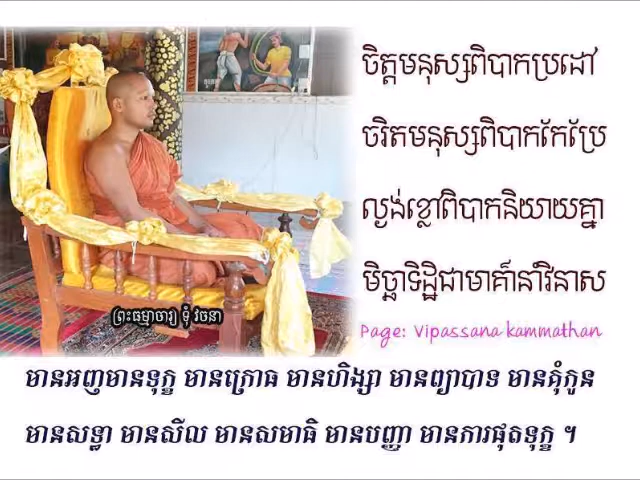 ចិត្តមនុស្សពិបាកប្រដៅ
ចរិតមនុស្សពិបាកកែប្រែ
ល្ងង់ខ្លៅពិបាកនិយាយគ្នា
មិច្ឆាទិដ្ឋិជាមាគ៌ានាំវិនាស
Page: Vipassana kammathan
(ព្រះធម្មាចារ្យ) ទុំ វចនា
មានអញមានទុក្ខ មានក្រោធ មានហិង្សា មានព្យាបាទ មានគុំកួន
មានសទ្ធា មានសីល មានសមាធិ មានបញ្ញា មានការផុតទុក្ខ ។